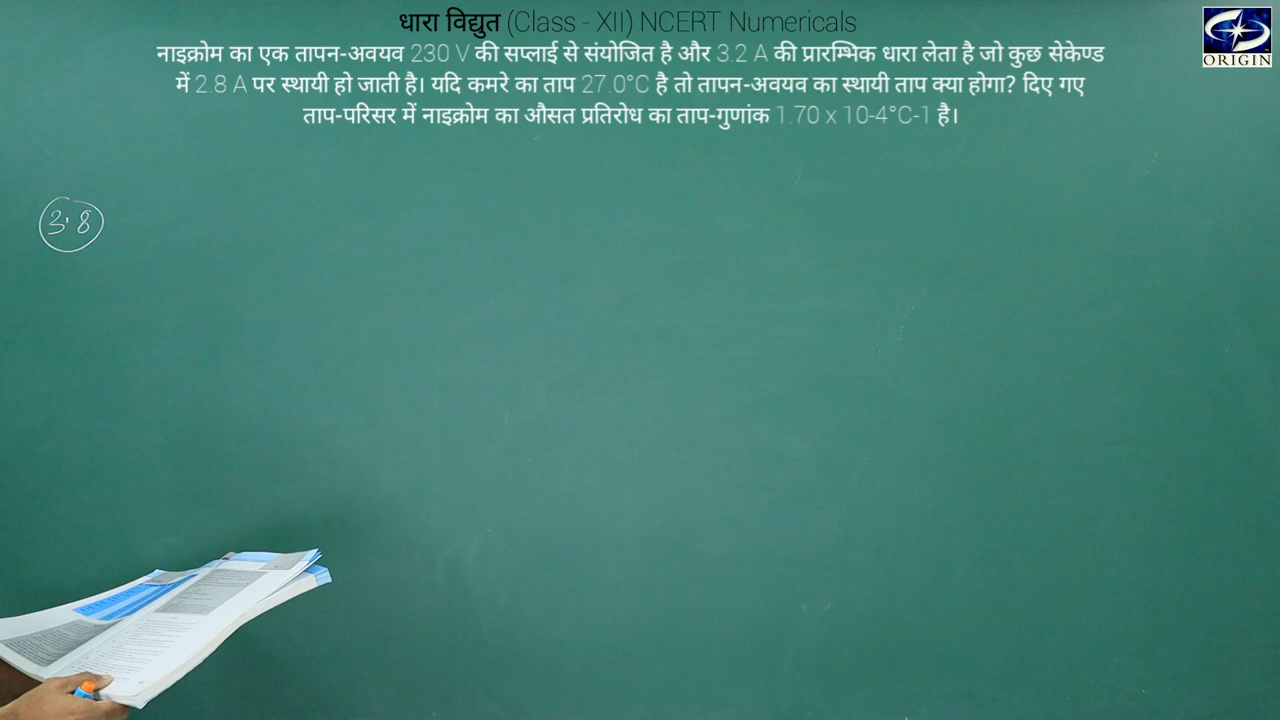 धारा विद्युत (Class - XII) NCERT Numericals
नाइक्रोम का एक तापन-अवयव 230 V की सप्लाई से संयोजित है और 3.2 A की प्रारम्भिक धारा लेता है जो कुछ सेकेण्ड
में 2.8 A पर स्थायी हो जाती है। यदि कमरे का ताप 27.0°C है तो तापन-अवयव का स्थायी ताप क्या होगा? दिए गए
ताप-परिसर में नाइक्रोम का औसत प्रतिरोध का ताप-गुणांक 1.70 x 10-4°C-1 है।
ORIGIN
3.8